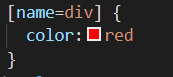 [name=div] {
color: red
}